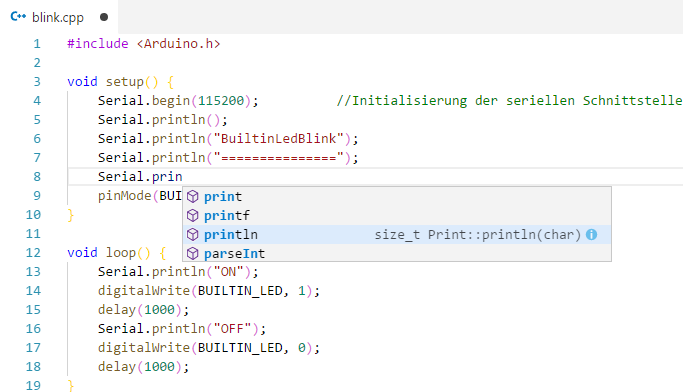 C++ blink.cpp ●
1 #include <Arduino.h>
2
3 void setup() {
4 Serial.begin(115200); //Initialisierung der seriellen Schnittstelle
5 Serial.println();
6 Serial.println("BuiltinLedBlink");
7 Serial.println("===============");
8 Serial.prin
9 pinMode(BUI
print
10 }
printf
11
println size_t Print::println(char)
12 void loop() {
parseInt
13 Serial.println("ON");
14 digitalWrite(BUILTIN_LED, 1);
15 delay(1000);
16 Serial.println("OFF");
17 digitalWrite(BUILTIN_LED, 0);
18 delay(1000);
19 }